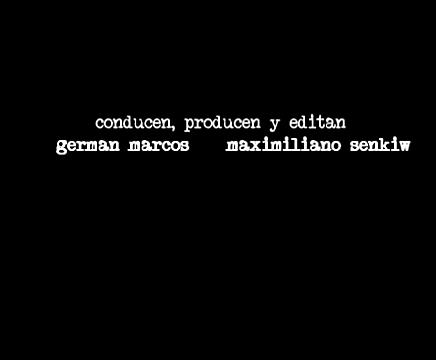 conducen, producen y editan
german marcos maximiliano senkiw